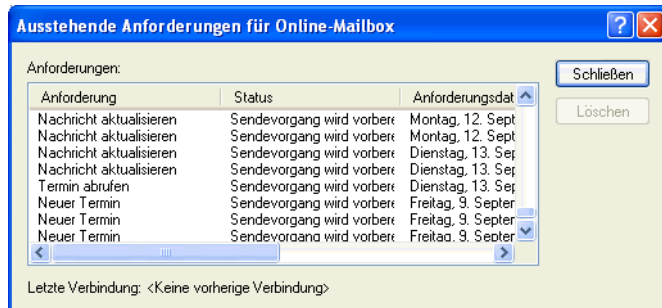 Ausstehende Anforderungen für Online-Mailbox
Anforderungen:
Schließen
Löschen
Anforderung Status Anforderungsdat
Nachricht aktualisieren Sendevorgang wird vorbere Montag, 12. Sept
Nachricht aktualisieren Sendevorgang wird vorbere Montag, 12. Sept
Nachricht aktualisieren Sendevorgang wird vorbere Dienstag, 13. Sep
Nachricht aktualisieren Sendevorgang wird vorbere Dienstag, 13. Sep
Termin abrufen Sendevorgang wird vorbere Dienstag, 13. Sep
Neuer Termin Sendevorgang wird vorbere Freitag, 9. Septer
Neuer Termin Sendevorgang wird vorbere Freitag, 9. Septer
Neuer Termin Sendevorgang wird vorbere Freitag, 9. Septer
Letzte Verbindung: <Keine vorherige Verbindung>